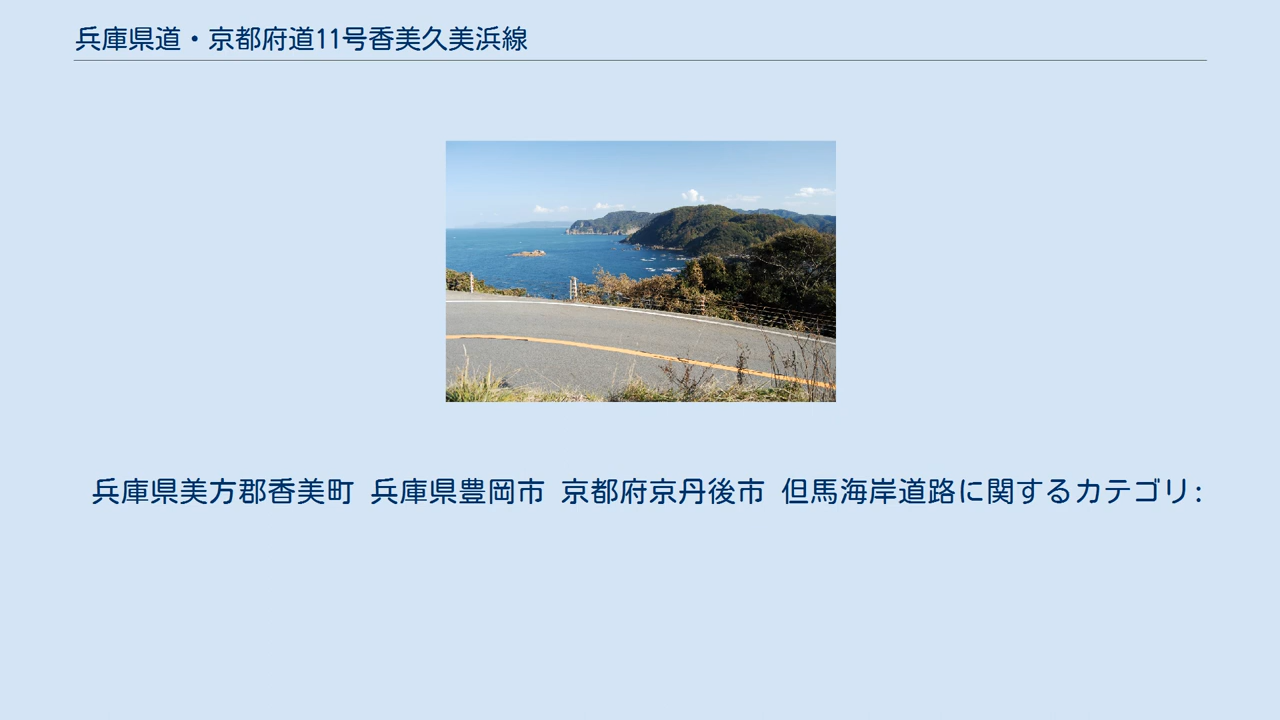 兵庫県道・京都府道11号香美久美浜線
兵庫県美方郡香美町 兵庫県豊岡市 京都府京丹後市 但馬海岸道路に関するカテゴリ: